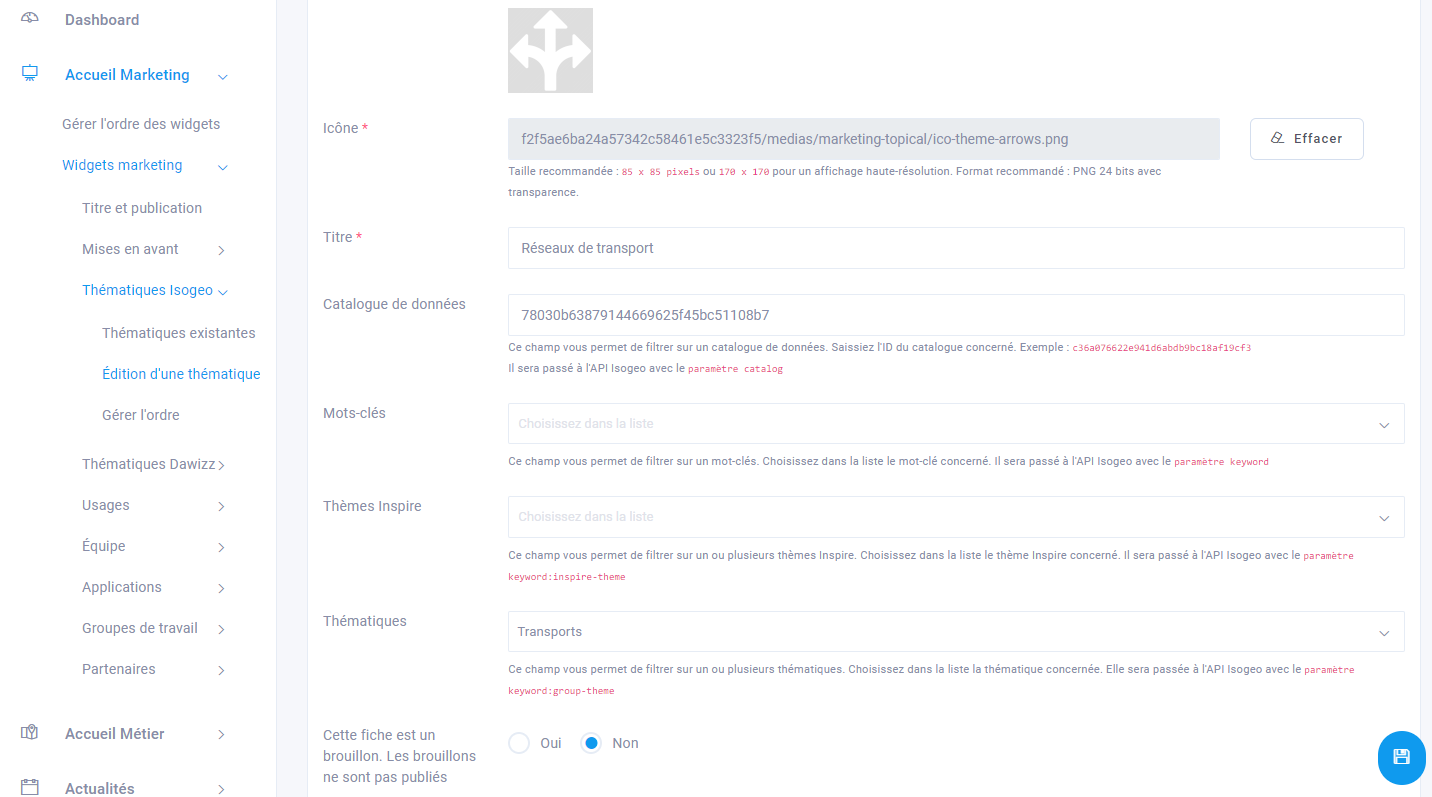 Dashboard
Accueil Marketing
Gérer l'ordre des widgets
Widgets marketing
Titre et publication
Mises en avant
Thématiques Isogeo
Thématiques existantes
Édition d'une thématique
Gérer l'ordre
Thématiques Dawizz
Usages
Équipe
Applications
Groupes de travail
Partenaires
Accueil Métier
Actualités
Icône *
f2f5ae6ba24a57342c58461e5c3323f5/medias/marketing-topical/ico-theme-arrows.png
Effacer
Taille recommandée : 85 x 85 pixels ou 170 x 170 pour un affichage haute-résolution. Format recommandé : PNG 24 bits avec
transparence.
Titre *
Réseaux de transport
Catalogue de données
78030b63879144669625f45bc51108b7
Ce champ vous permet de filtrer sur un catalogue de données. Saisissez l'ID du catalogue concerné. Exemple : c36a076622e941d6abdb9bc18af19cf3
Il sera passé à l'API Isogeo avec le paramètre catalog
Mots-clés
Choisissez dans la liste
Ce champ vous permet de filtrer sur un mot-clés. Choisissez dans la liste le mot-clé concerné. Il sera passé à l'API Isogeo avec le paramètre keyword
Thèmes Inspire
Choisissez dans la liste
Ce champ vous permet de filtrer sur un ou plusieurs thèmes Inspire. Choisissez dans la liste le thème Inspire concerné. Il sera passé à l'API Isogeo avec le paramètre
keyword:inspire-theme
Thématiques
Transports
Ce champ vous permet de filtrer sur un ou plusieurs thématiques. Choisissez dans la liste la thématique concernée. Elle sera passée à l'API Isogeo avec le paramètre
keyword:group-theme
Cette fiche est un
brouillon. Les brouillons
ne sont pas publiés
Oui
Non